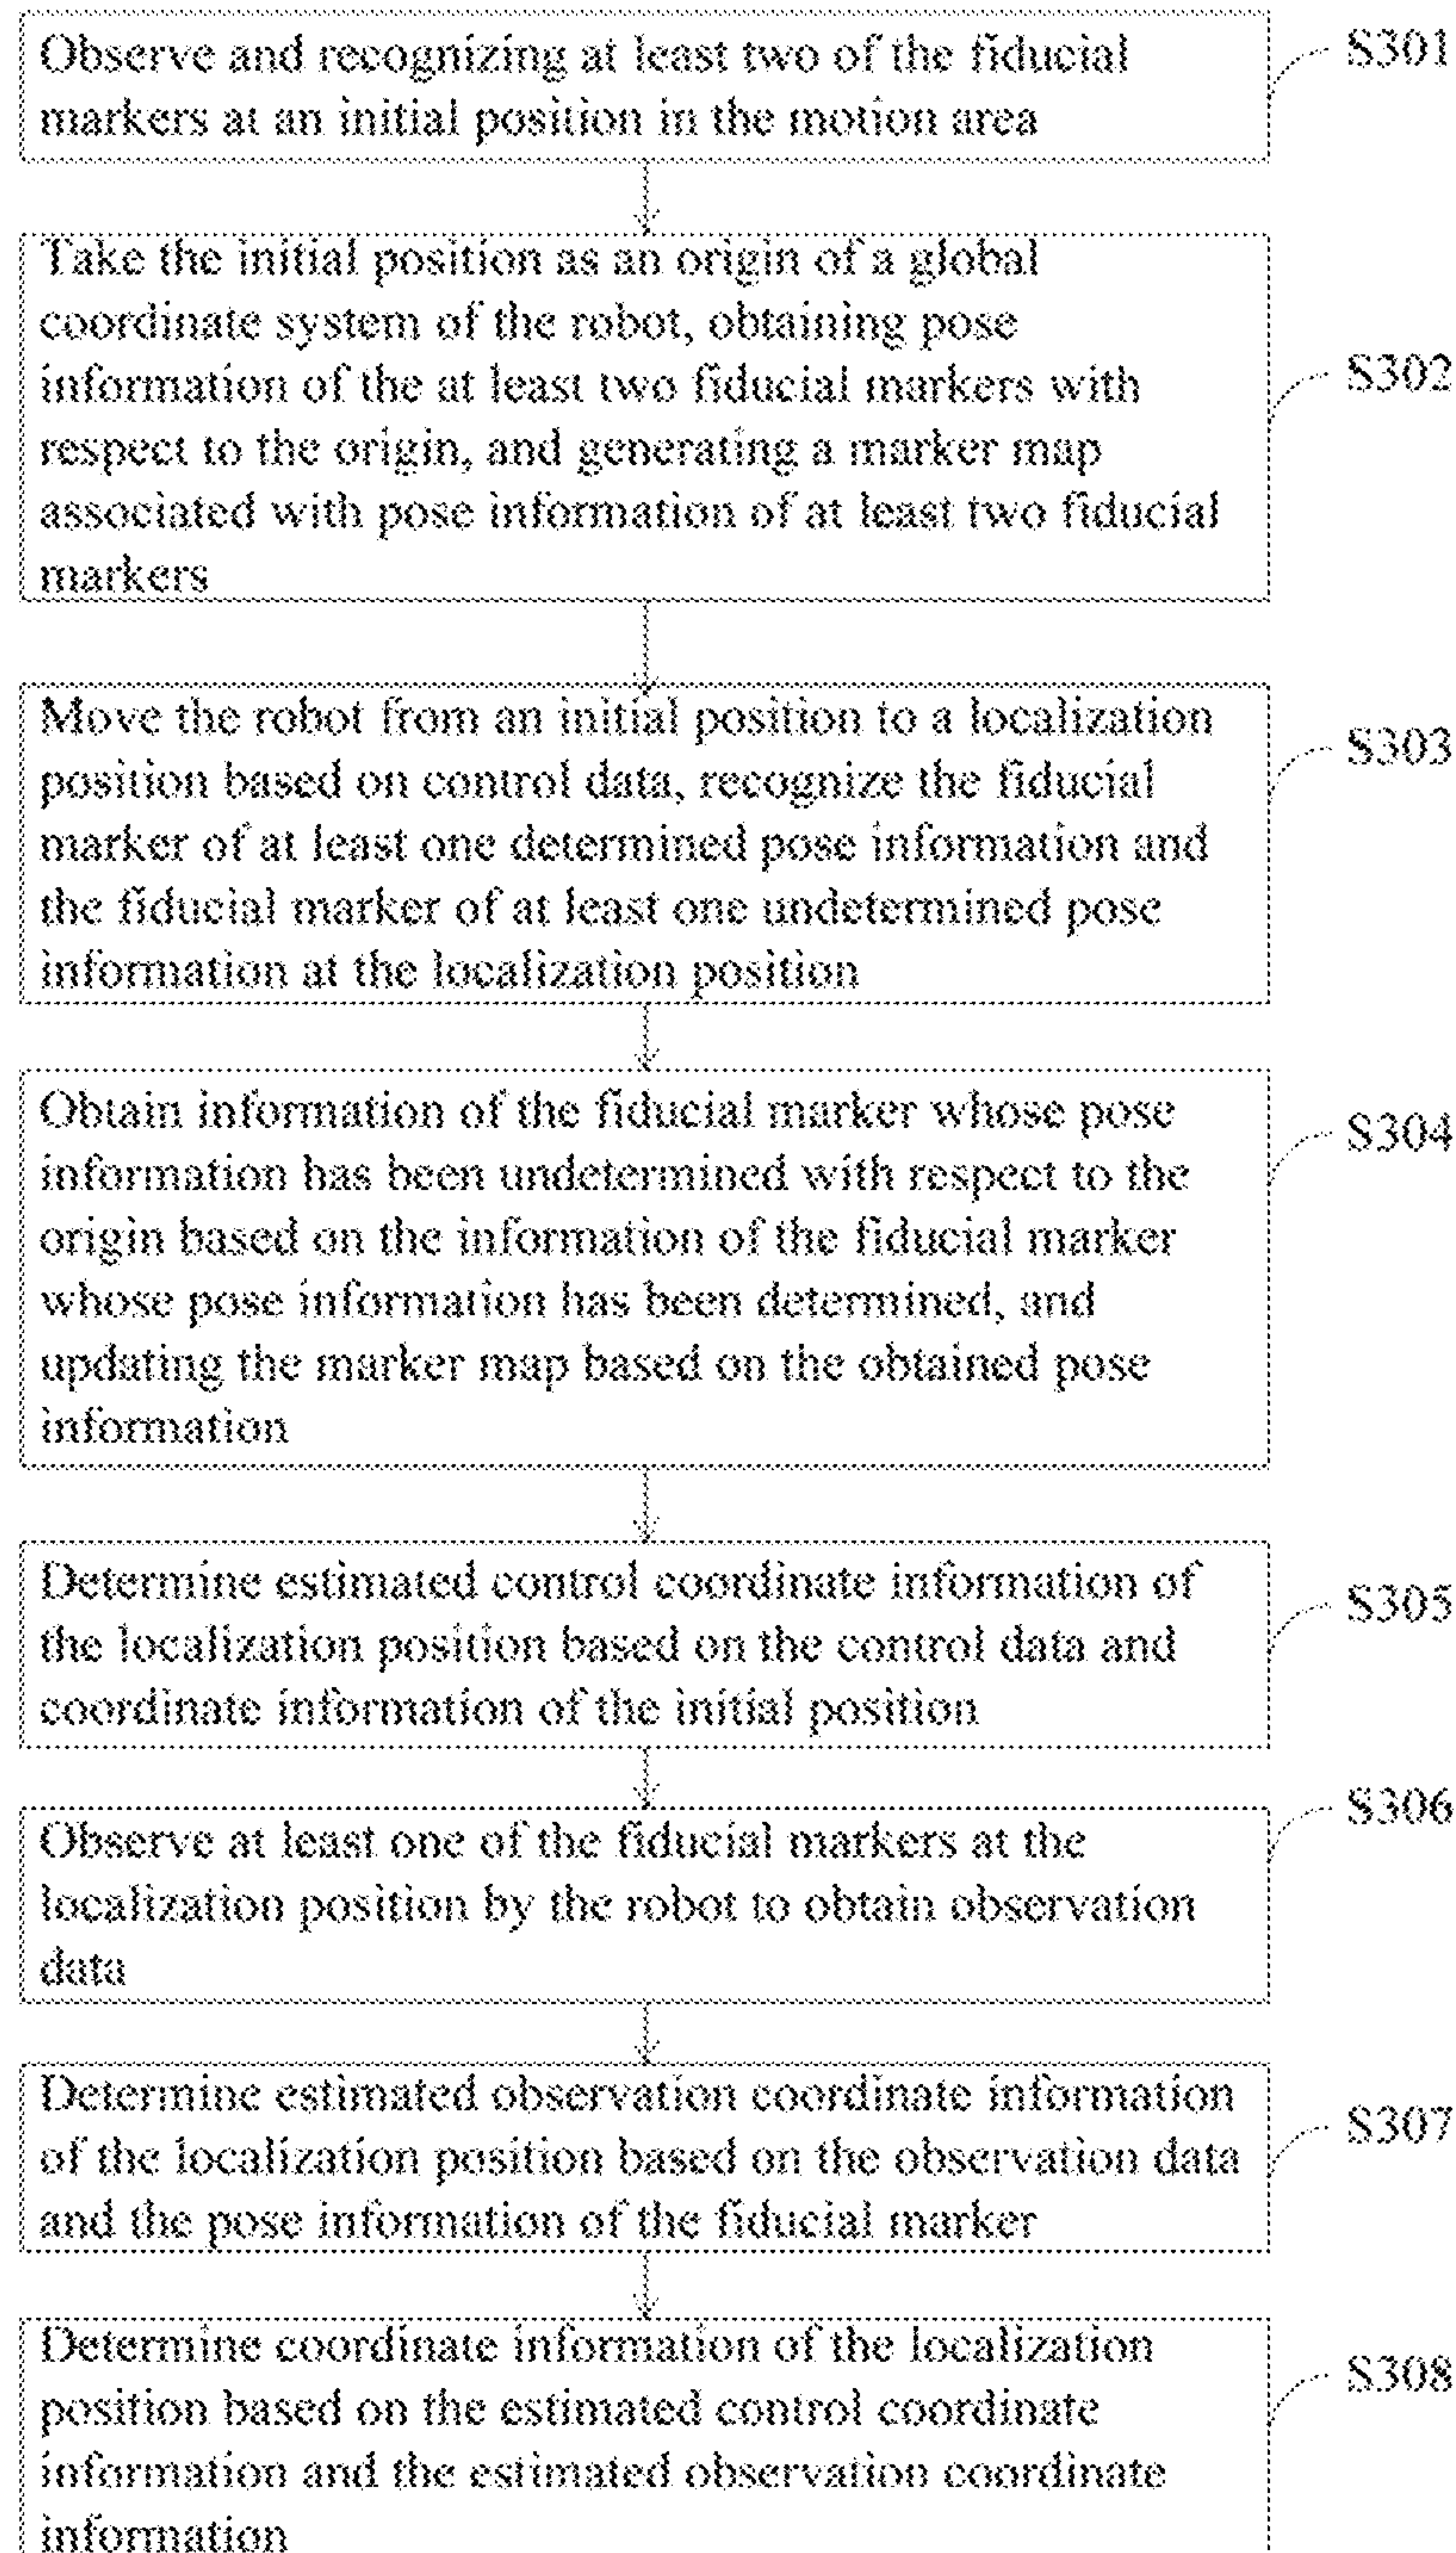 Observe and recognizing at least two of the fiducial
markers at an initial position in the motion area
S301
Take the initial position as an origin of a global
coordinate system of the robot, obtaining pose
information of the at least two fiducial markers with
respect to the origin, and generating a marker map
associated with pose information of at least two fiducial
markers
S302
Move the robot from an initial position to a localization
position based on control data, recognize the fiducial
marker of at least one determined pose information and
the fiducial marker of at least one undetermined pose
information at the localization position
S303
Obtain information of the fiducial marker whose pose
information has been undetermined with respect to the
origin based on the information of the fiducial marker
whose pose information has been determined, and
updating the marker map based on the obtained pose
information
S304
Determine estimated control coordinate information of
the localization position based on the control data and
coordinate information of the initial position
S305
Observe at least one of the fiducial markers at the
localization position by the robot to obtain observation
data
S306
Determine estimated observation coordinate information
of the localization position based on the observation data
and the pose information of the fiducial marker
S307
Determine coordinate information of the localization
position based on the estimated control coordinate
information and the estimated observation coordinate
information
S308